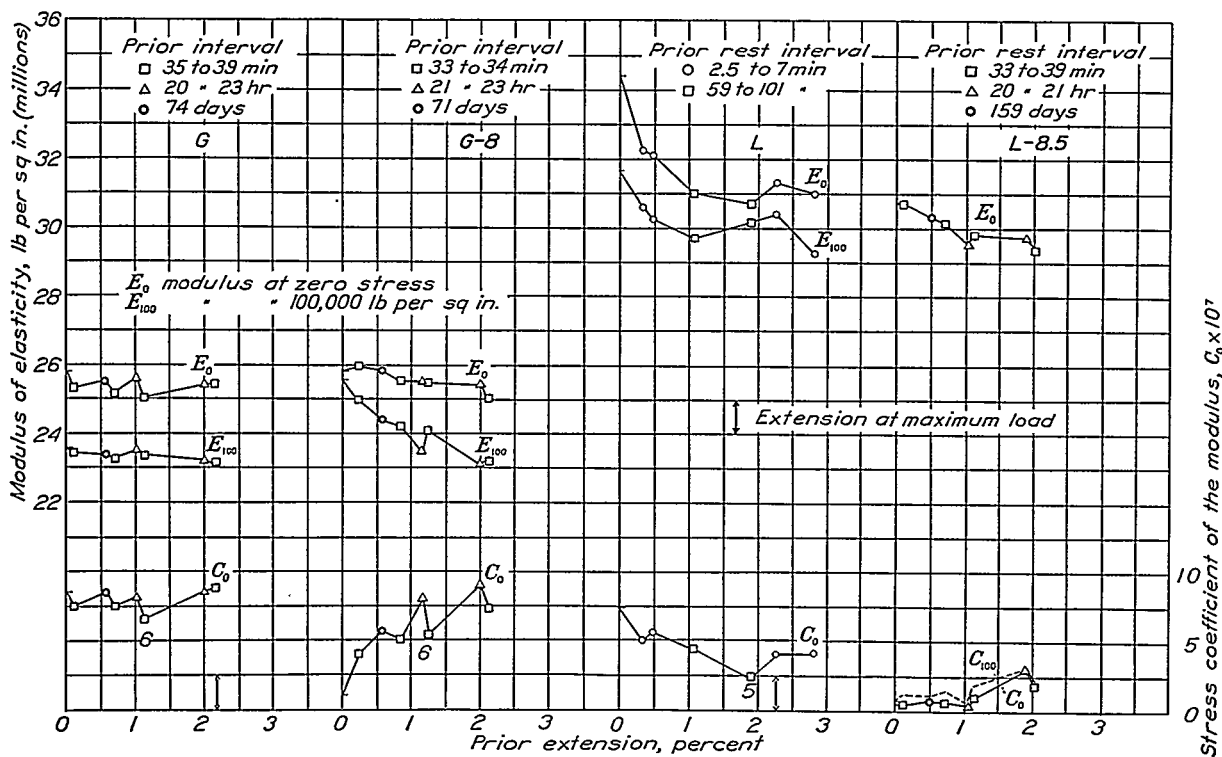 Modulus of elasticity, lb per sq in. (millions)
36
34
32
30
28
26
24
22
Prior interval
□ 35 to 39 min
△ 20 " 23 hr
○ 74 days
G
Prior interval
□ 33 to 34 min
△ 21 " 23 hr
○ 71 days
G-8
Prior rest interval
○ 2.5 to 7 min
□ 59 to 101 "
L
Prior rest interval
□ 33 to 39 min
△ 20 " 21 hr
○ 159 days
L-8.5
E₀
E₁₀₀
E₀
E₀ modulus at zero stress
E₁₀₀ " " 100,000 lb per sq in.
E₀
E₁₀₀
E₀
E₁₀₀
Extension at maximum load
C₀
6
C₀
6
C₀
5
C₁₀₀
C₀
10
5
0
Stress coefficient of the modulus, C₀ x 10⁷
0 1 2 3 0 1 2 3 0 1 2 3 0 1 2 3
Prior extension, percent